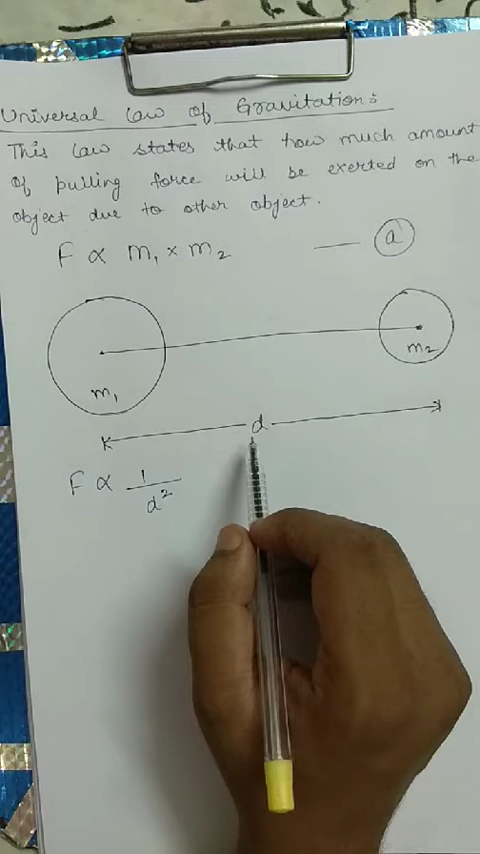 Universal Law of Gravitation:
This Law states that how much amount
of pulling force will be exerted on the
object due to other object.
F ∝ m₁ × m₂ — (a)
m₁
m₂
d
F ∝ 1/d²